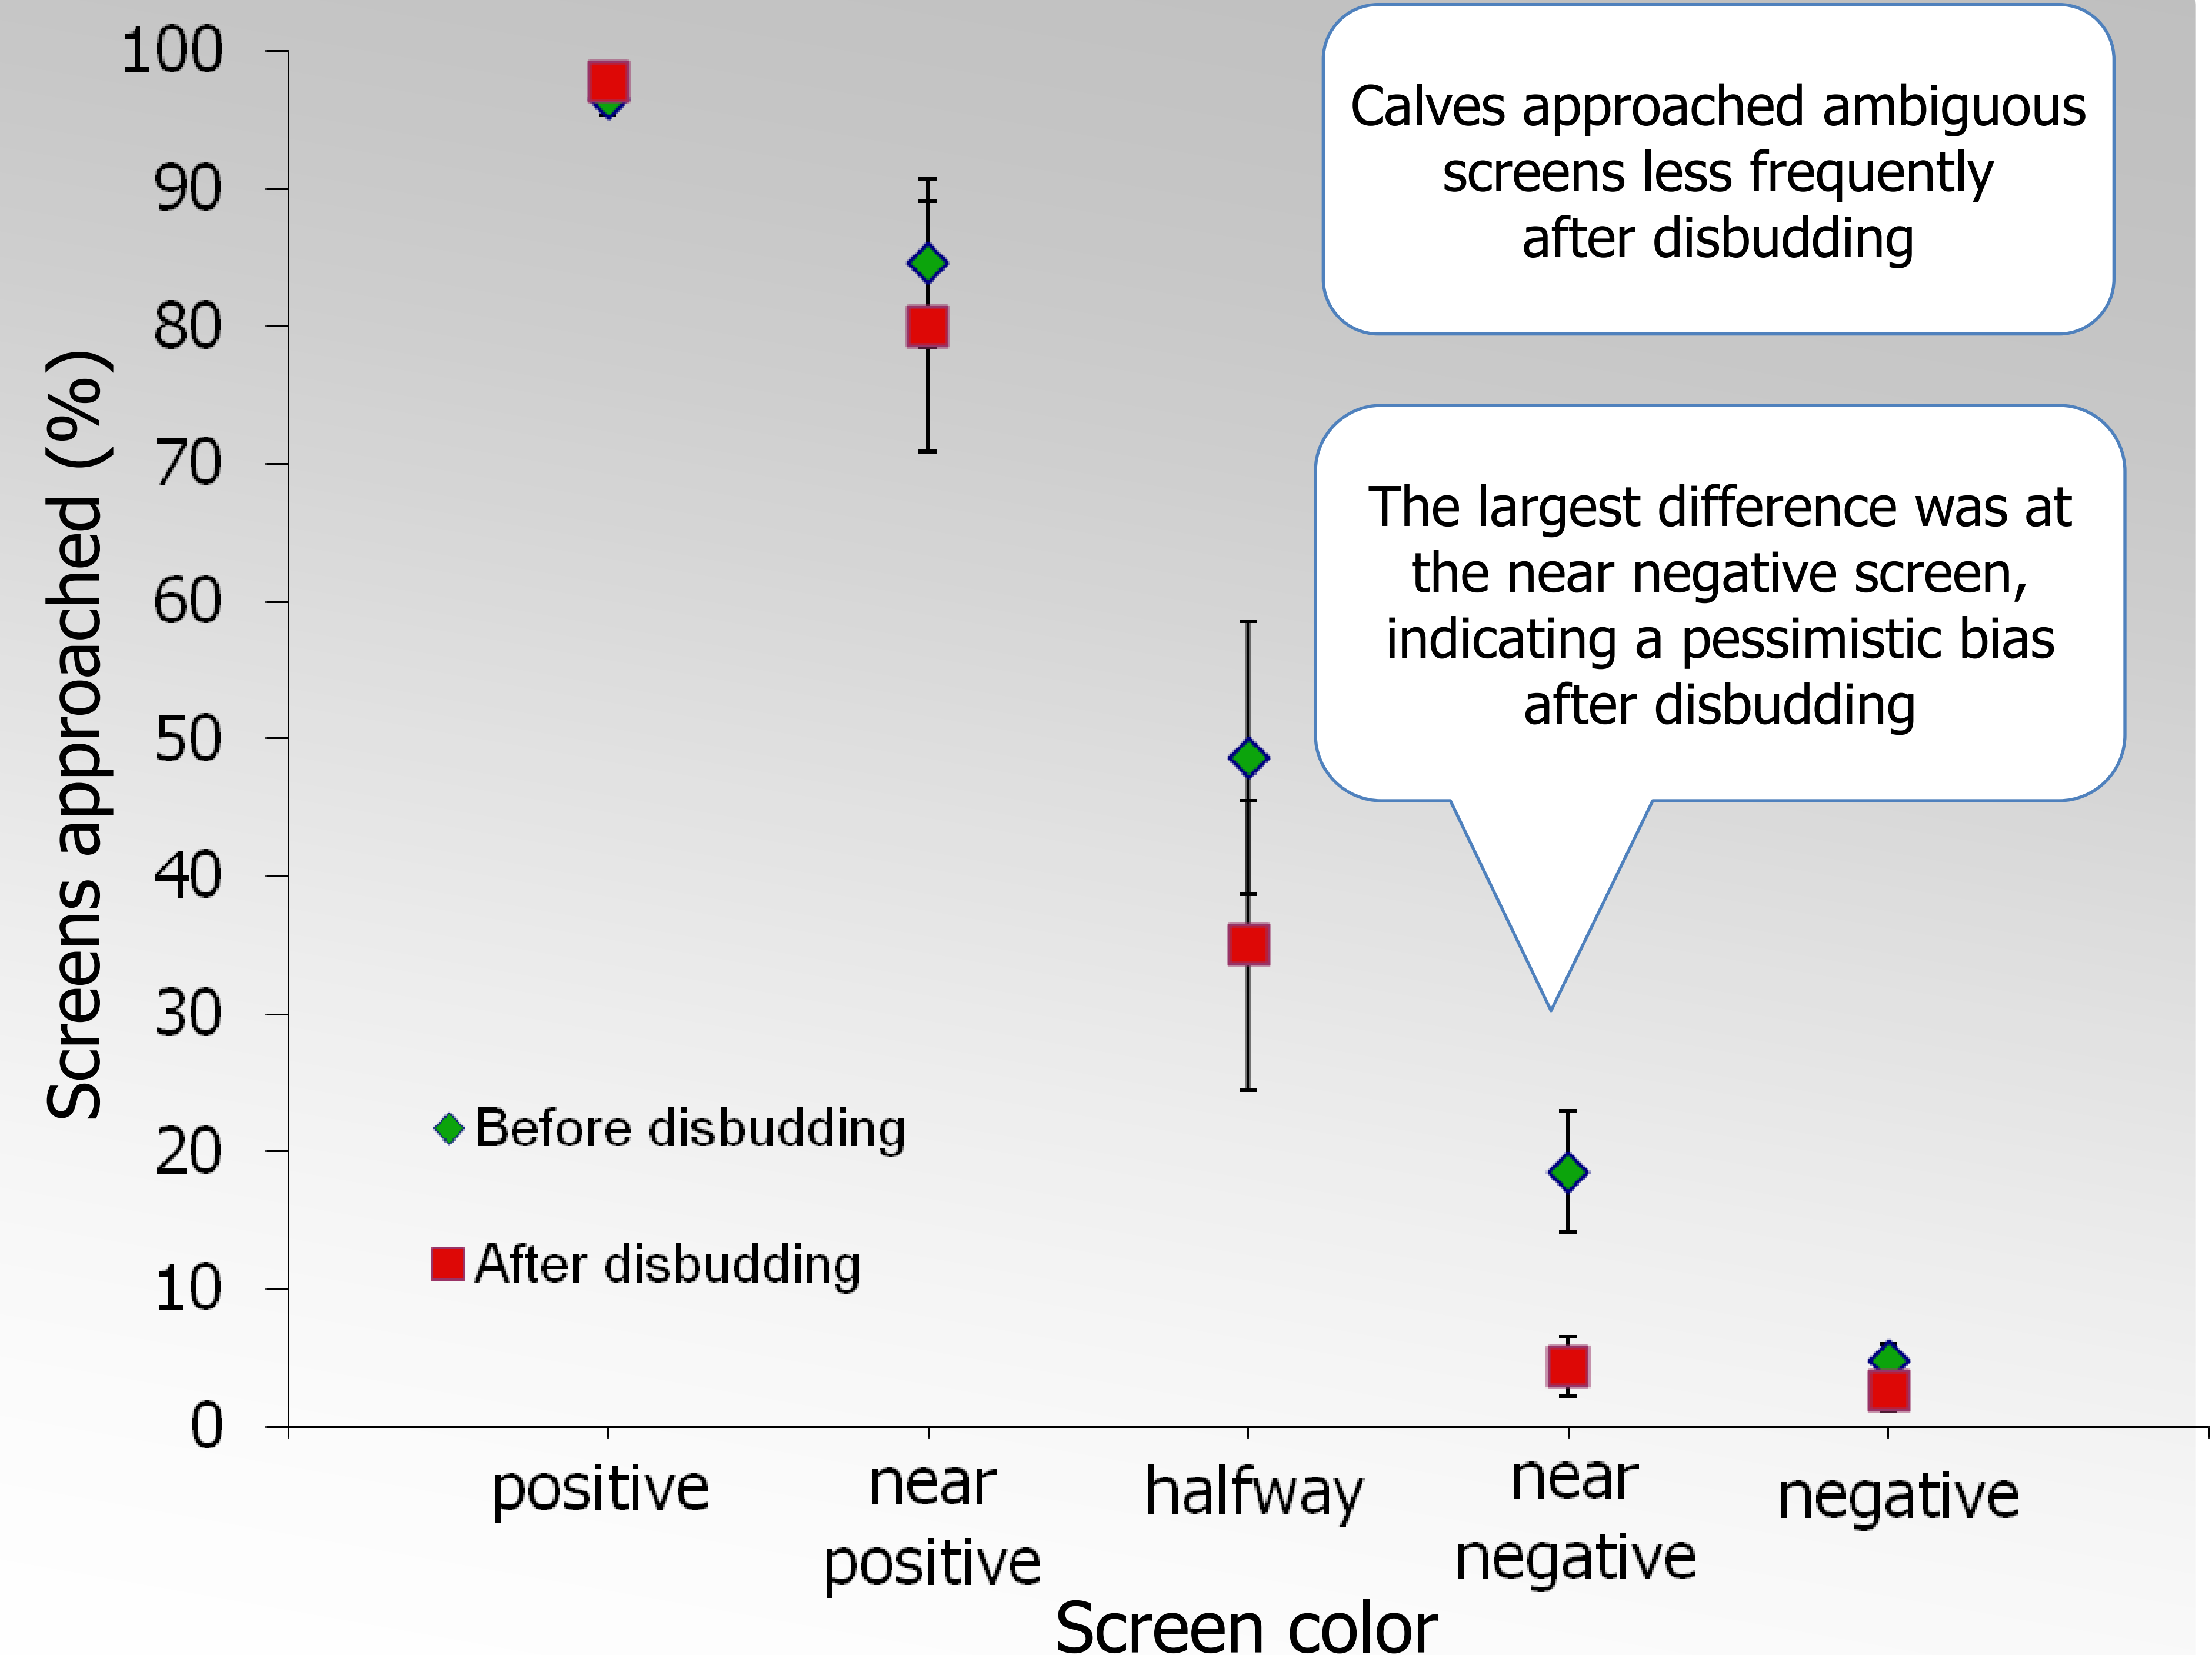 100
90
80
70
60
50
40
30
20
10
0
Screens approached (%)
Calves approached ambiguous
screens less frequently
after disbudding
The largest difference was at
the near negative screen,
indicating a pessimistic bias
after disbudding
Before disbudding
After disbudding
positive
near
positive
halfway
near
negative
negative
Screen color